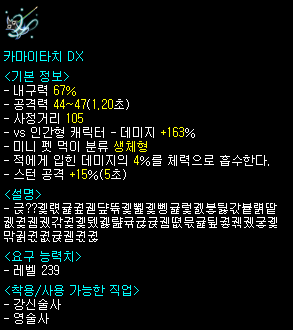 카마이타치 DX
<기본 정보>
- 내구력 67%
- 공격력 44~47(1.20초)
- 사정거리 105
- vs 인간형 캐릭터 - 데미지 +163%
- 미니 펫 먹이 분류 생체형
- 적에게 입힌 데미지의 4%를 체력으로 흡수한다.
- 스턴 공격 +15%(5초)
<설명>
<요구 능력치>
- 레벨 239
<착용/사용 가능한 직업>
- 강신술사
- 영술사